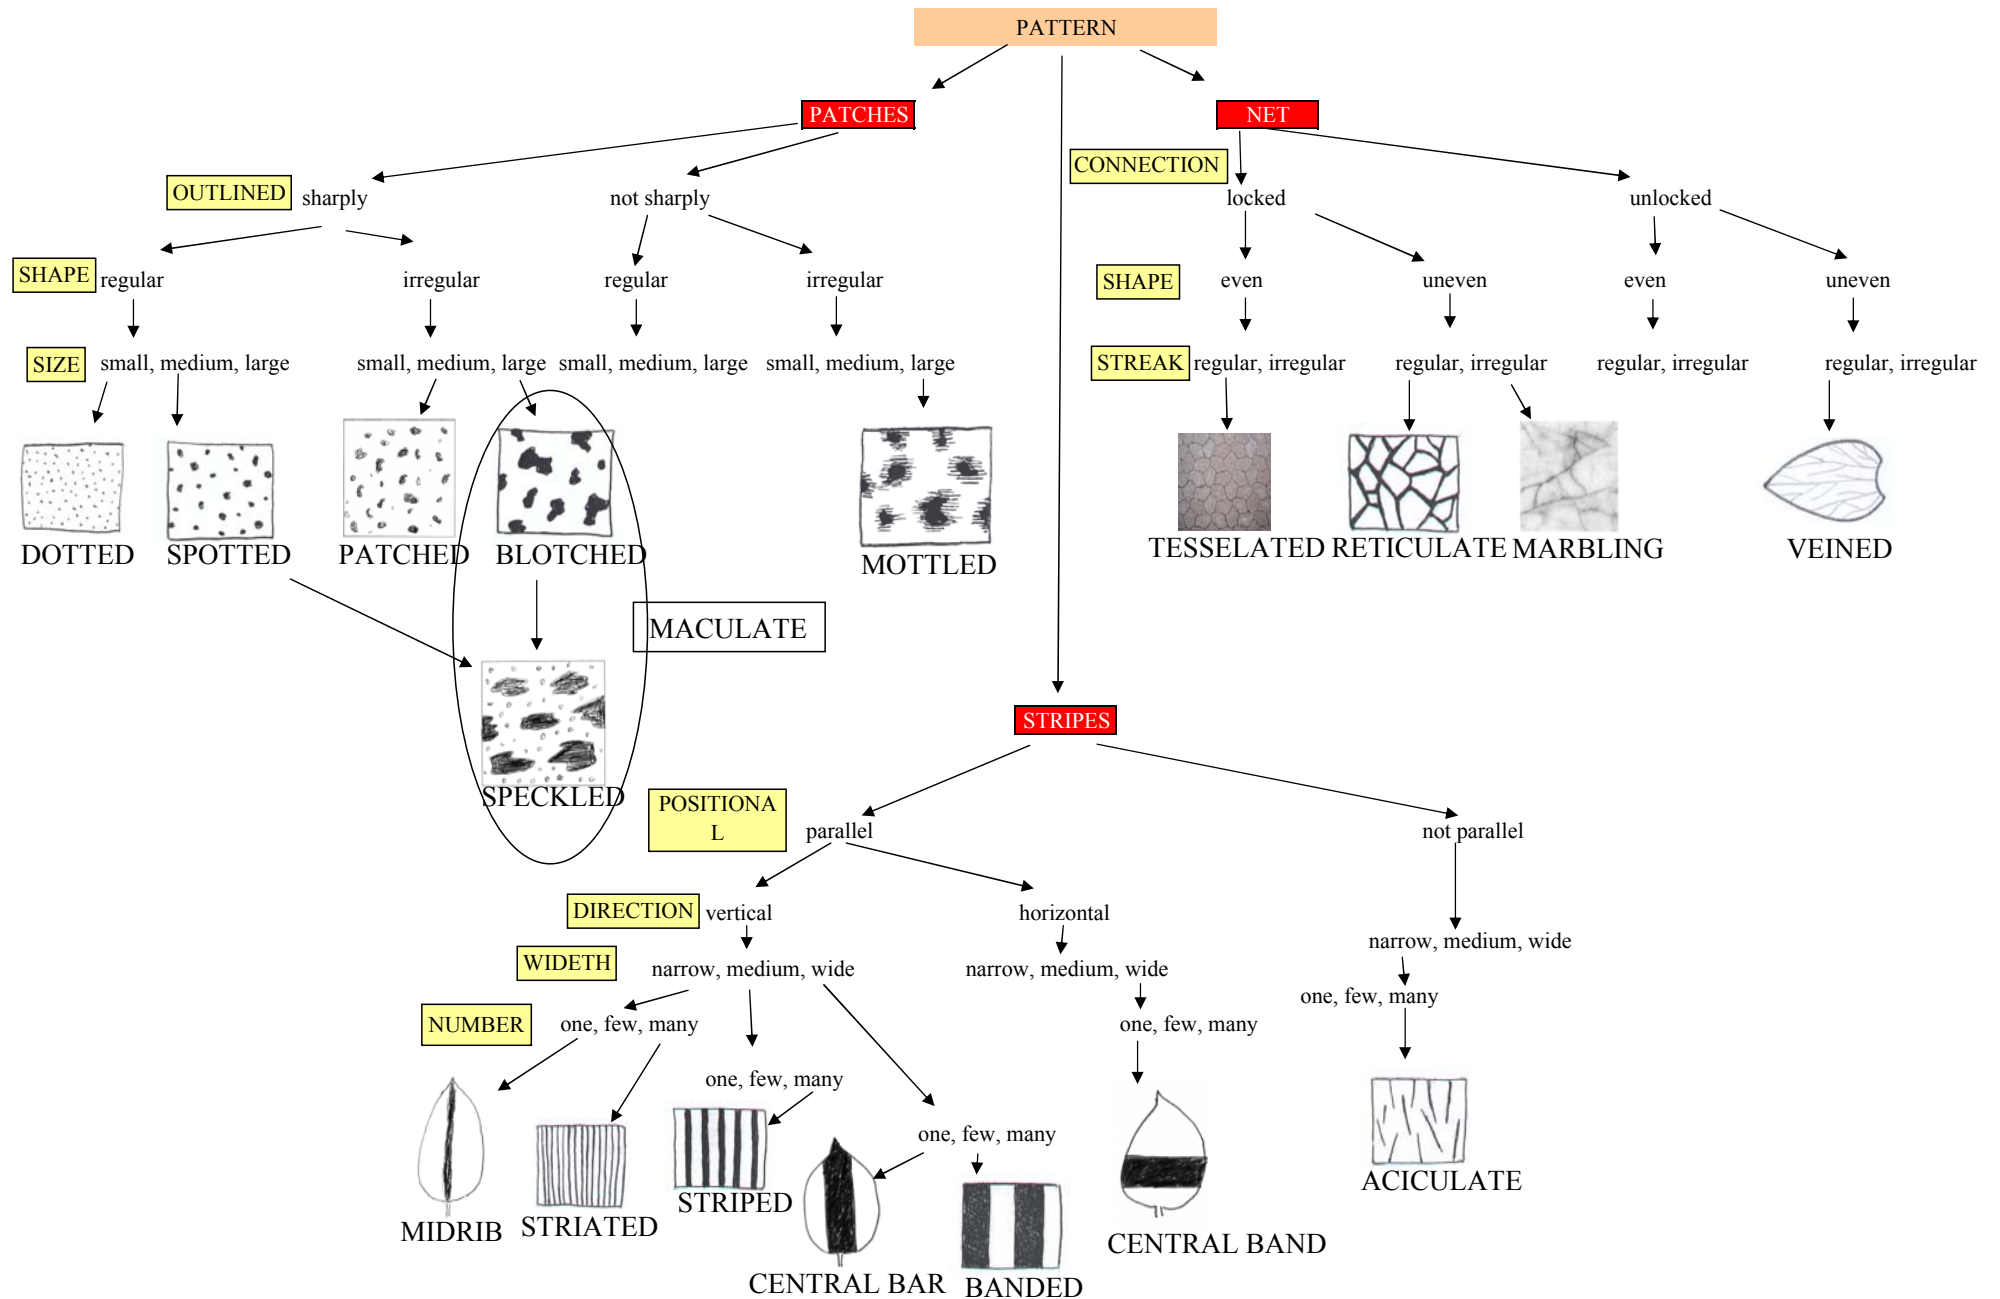 PATTERN
PATCHES
NET
CONNECTION
OUTLINED
sharply
not sharply
locked
unlocked
SHAPE
regular
irregular
regular
irregular
SHAPE
even
uneven
even
uneven
SIZE
small, medium, large
small, medium, large
small, medium, large
small, medium, large
STREAK
regular, irregular
regular, irregular
regular, irregular
regular, irregular
DOTTED
SPOTTED
PATCHED
BLOTCHED
MOTTLED
TESSELATED
RETICULATE
MARBLING
VEINED
MACULATE
SPECKLED
STRIPES
POSITIONA
L
parallel
not parallel
DIRECTION
vertical
horizontal
narrow, medium, wide
WIDETH
narrow, medium, wide
narrow, medium, wide
one, few, many
NUMBER
one, few, many
one, few, many
one, few, many
one, few, many
MIDRIB
STRIATED
STRIPED
CENTRAL BAR
BANDED
CENTRAL BAND
ACICULATE